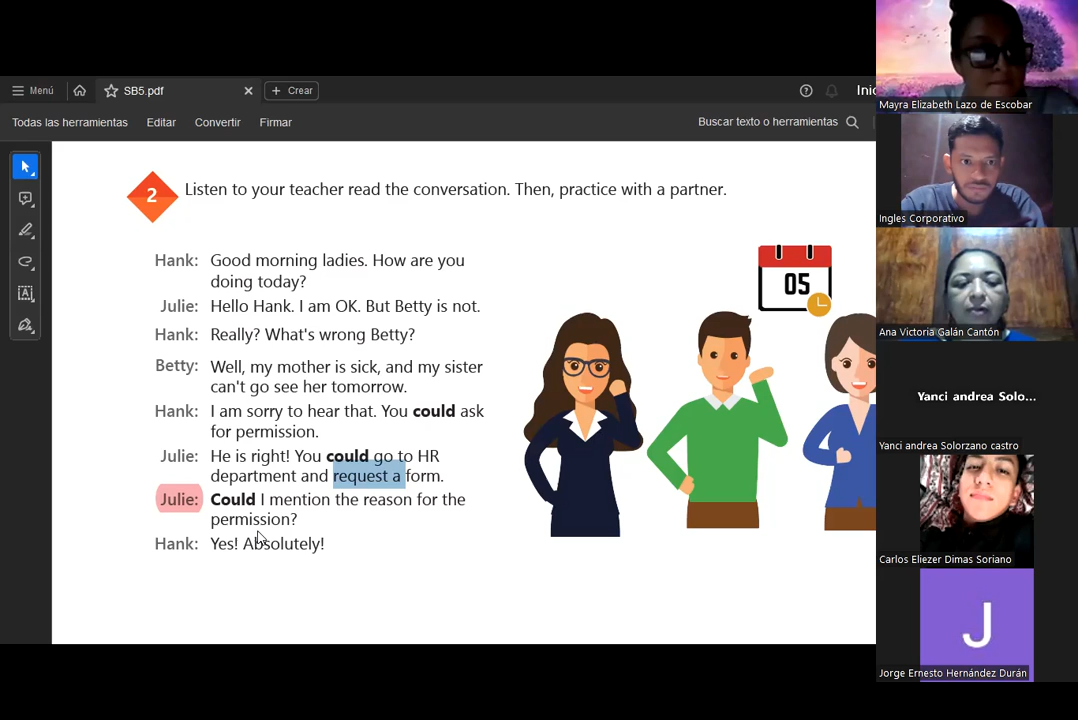 Menú
SB5.pdf
Crear
Inic
Todas las herramientas
Editar
Convertir
Firmar
Buscar texto o herramientas
2
Listen to your teacher read the conversation. Then, practice with a partner.
Hank: Good morning ladies. How are you
doing today?
Julie: Hello Hank. I am OK. But Betty is not.
Hank: Really? What's wrong Betty?
Betty: Well, my mother is sick, and my sister
can't go see her tomorrow.
Hank: I am sorry to hear that. You could ask
for permission.
Julie: He is right! You could go to HR
department and request a form.
Julie: Could I mention the reason for the
permission?
Hank: Yes! Absolutely!
05
Mayra Elizabeth Lazo de Escobar
Ingles Corporativo
Ana Victoria Galán Cantón
Yanci andrea Solo...
Yanci andrea Solorzano castro
Carlos Eliezer Dimas Soriano
J
Jorge Ernesto Hernández Durán